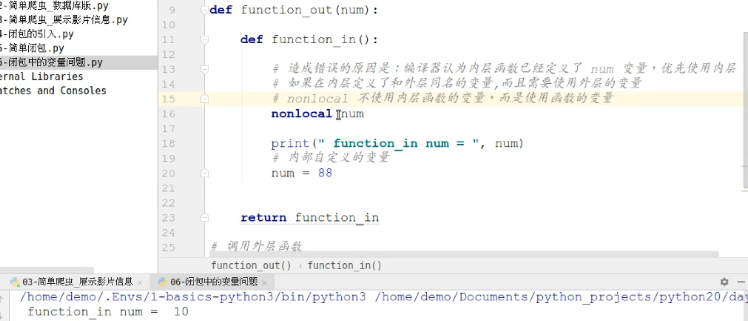 2-简单爬虫_数据库版.py
3-简单爬虫_展示影片信息.py
4-闭包的引入.py
5-简单闭包.py
6-闭包中的变量问题.py
ernal Libraries
atches and Consoles
9 def function_out(num):
10
11 def function_in():
12
13 # 造成错误的原因是：编译器认为内层函数已经定义了 num 变量，优先使用内层
14 # 如果在内层定义了和外层同名的变量,而且需要使用外层的变量
15 # nonlocal 不使用内层函数的变量，而是使用函数的变量
16 nonlocal num
17
18 print(" function_in num = ", num)
19 # 内部自定义的变量
20 num = 88
21
22
23 return function_in
24
25 # 调用外层函数
function_out() › function_in()
03-简单爬虫_展示影片信息 × 06-闭包中的变量问题 ×
/home/demo/.Envs/1-basics-python3/bin/python3 /home/demo/Documents/python_projects/python20/day
function_in num = 10